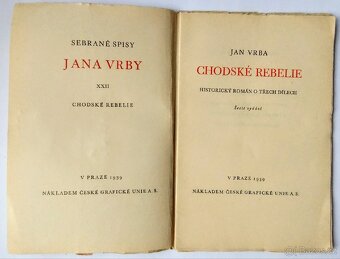 SEBRANÉ SPISY
JANA VRBY
XXII
CHODSKÉ REBELIE
V PRAZE 1939
NÁKLADEM ČESKÉ GRAFICKÉ UNIE A. S.
JAN VRBA
CHODSKÉ REBELIE
HISTORICKÝ ROMÁN O TŘECH DÍLECH
Šesté vydání
V PRAZE 1939
NÁKLADEM ČESKÉ GRAFICKÉ UNIE A. S.